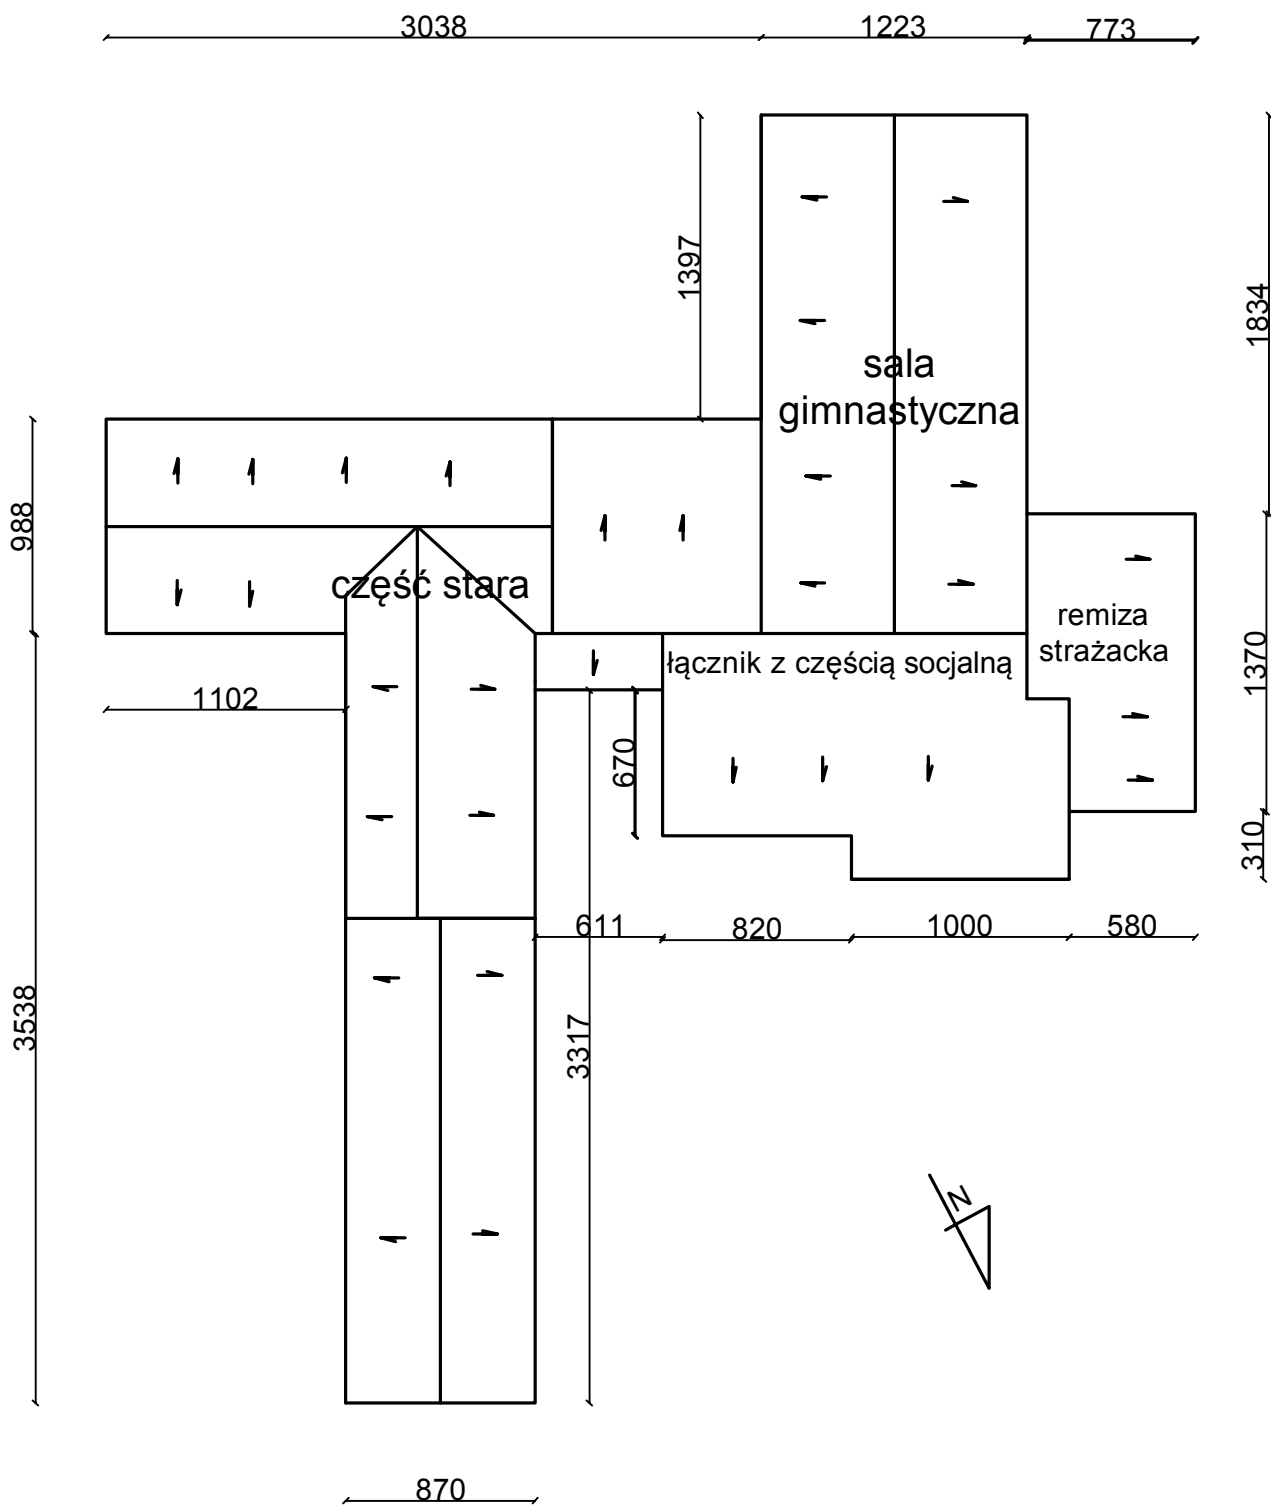 3038
1223
773
1397
1834
sala
gimnastyczna
988
część stara
remiza
strażacka
łącznik z częścią socjalną
1370
1102
670
310
611
820
1000
580
3538
3317
N
870